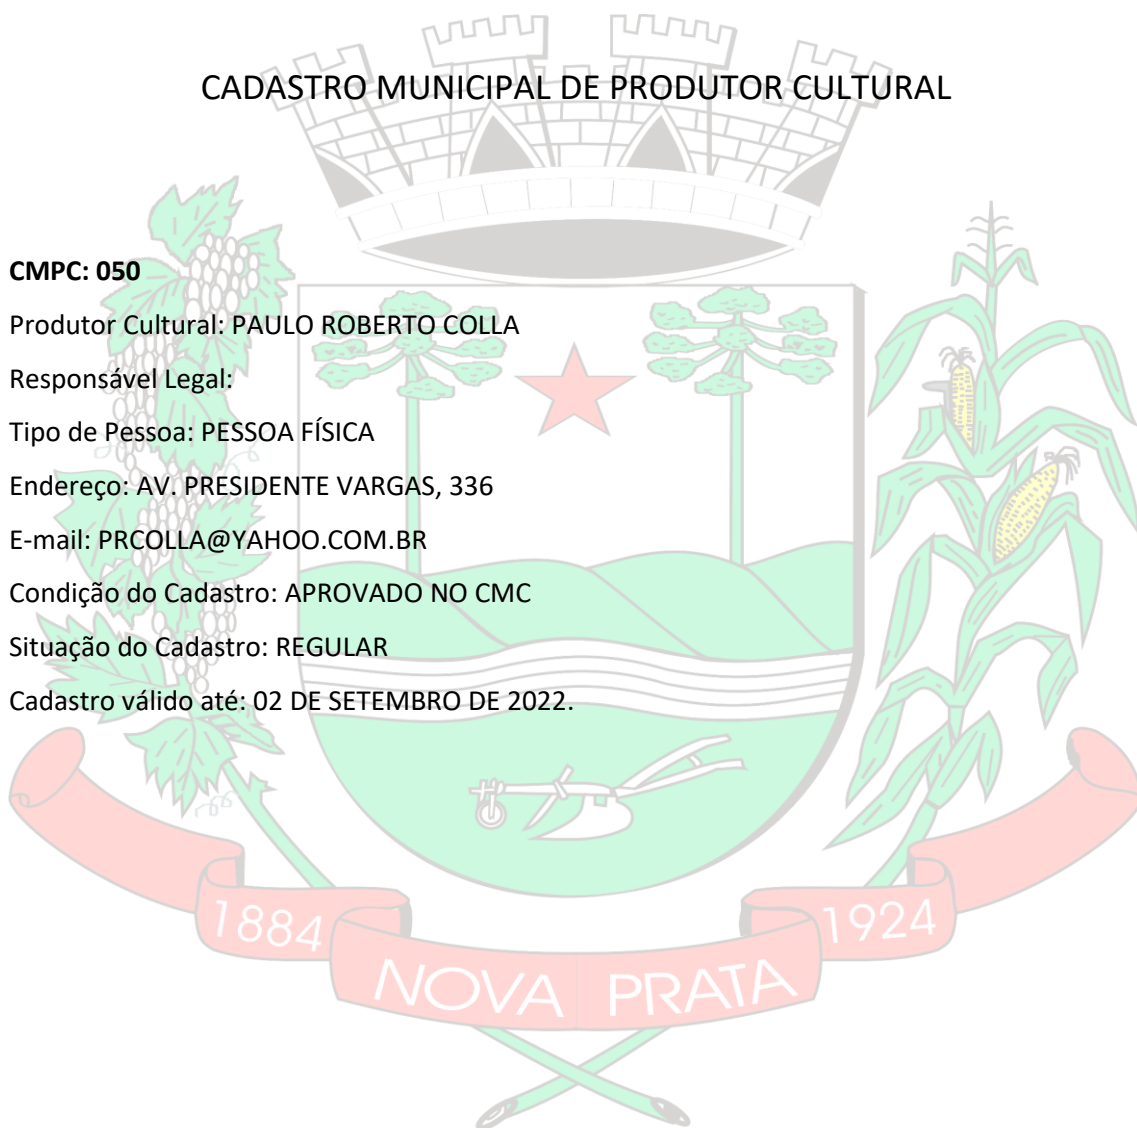 CADASTRO MUNICIPAL DE PRODUTOR CULTURAL
CMPC: 050
Produtor Cultural: PAULO ROBERTO COLLA
Responsável Legal:
Tipo de Pessoa: PESSOA FÍSICA
Endereço: AV. PRESIDENTE VARGAS, 336
E-mail: PRCOLLA@YAHOO.COM.BR
Condição do Cadastro: APROVADO NO CMC
Situação do Cadastro: REGULAR
Cadastro válido até: 02 DE SETEMBRO DE 2022.
1884
1924
NOVA PRATA